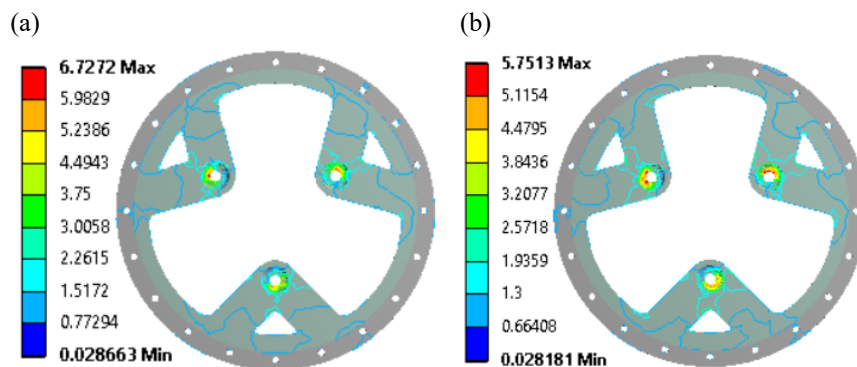 (a)
6.7272 Max
5.9829
5.2386
4.4943
3.75
3.0058
2.2615
1.5172
0.77294
0.028663 Min
(b)
5.7513 Max
5.1154
4.4795
3.8436
3.2077
2.5718
1.9359
1.3
0.66408
0.028181 Min